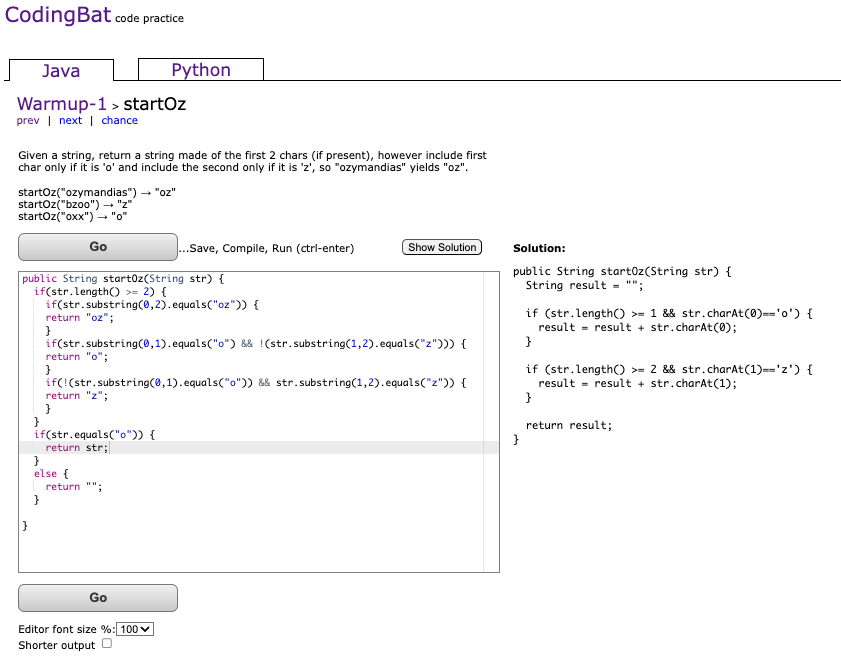 CodingBat code practice
Java
Python
Warmup-1 > startOz
prev | next | chance
Given a string, return a string made of the first 2 chars (if present), however include first
char only if it is 'o' and include the second only if it is 'z', so "ozymandias" yields "oz".
startOz("ozymandias") → "oz"
startOz("bzoo") → "z"
startOz("oxx") → "o"
Go
...Save, Compile, Run (ctrl-enter)
Show Solution
public String startOz(String str) {
  if(str.length() >= 2) {
    if(str.substring(0,2).equals("oz")) {
    return "oz";
    }
    if(str.substring(0,1).equals("o") && !(str.substring(1,2).equals("z"))) {
    return "o";
    }
    if(!(str.substring(0,1).equals("o")) && str.substring(1,2).equals("z")) {
    return "z";
    }
  }
  if(str.equals("o")) {
    return str;
  }
  else {
    return "";
  }
}
Solution:
public String startOz(String str) {
  String result = "";
  if (str.length() >= 1 && str.charAt(0)=='o') {
    result = result + str.charAt(0);
  }
  if (str.length() >= 2 && str.charAt(1)=='z') {
    result = result + str.charAt(1);
  }
  return result;
}
Go
Editor font size %: 100
Shorter output